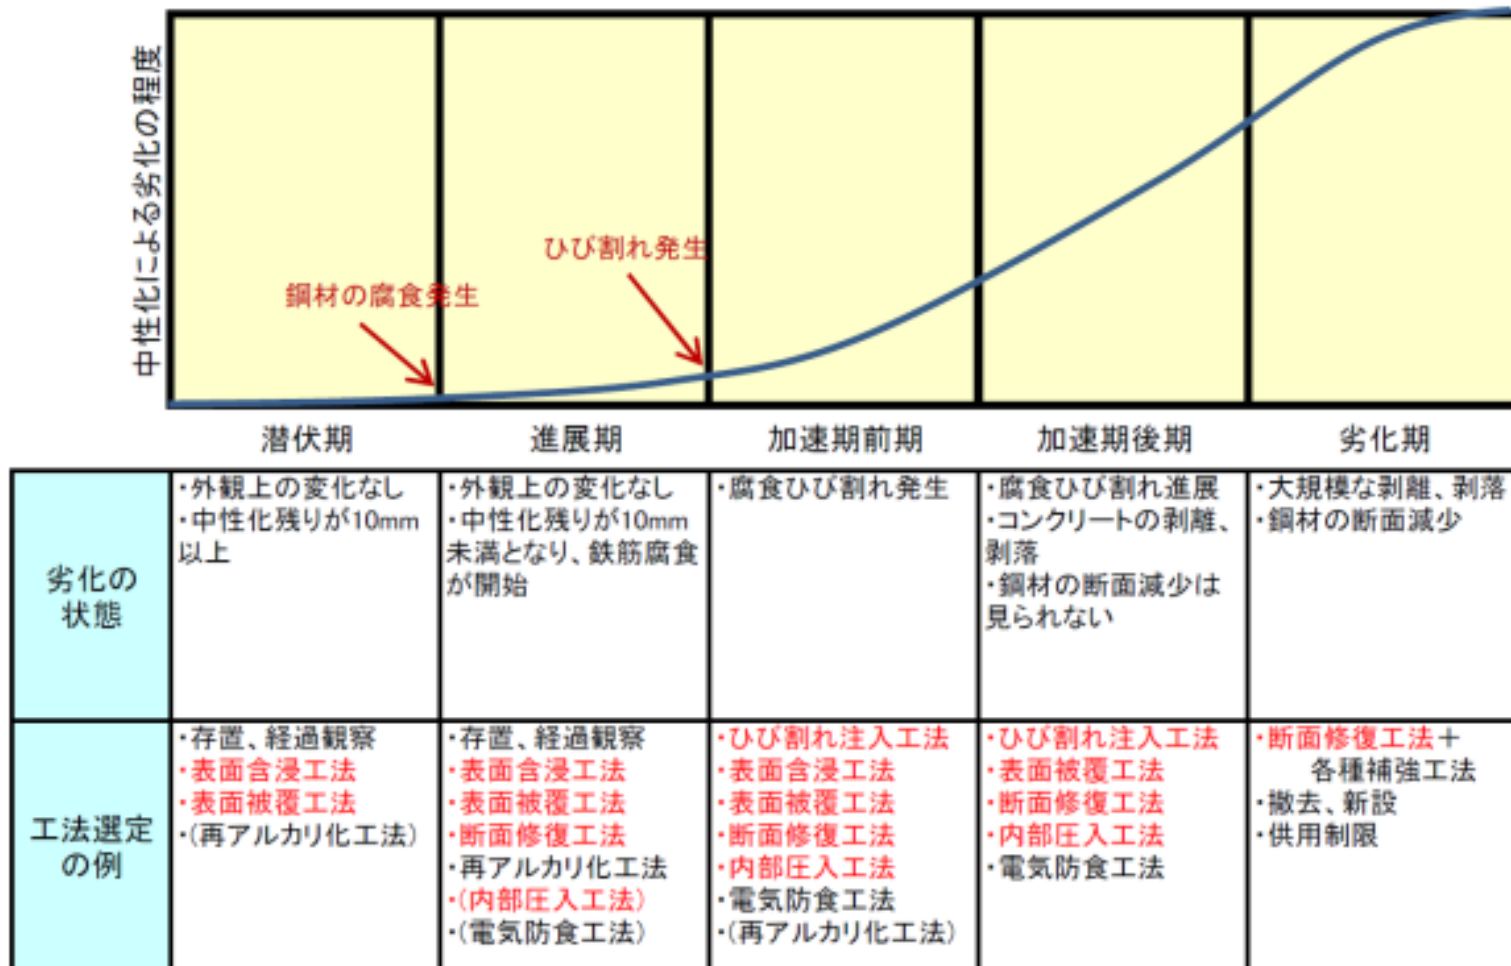 中性化による劣化の程度
ひび割れ発生
鋼材の腐食発生
潜伏期
進展期
加速期前期
加速期後期
劣化期
劣化の
状態
・外観上の変化なし
・中性化残りが10mm
以上
・外観上の変化なし
・中性化残りが10mm
未満となり、鉄筋腐食
が開始
・腐食ひび割れ発生
・腐食ひび割れ進展
・コンクリートの剥離、
剥落
・鋼材の断面減少は
見られない
・大規模な剥離、剥落
・鋼材の断面減少
工法選定
の例
・存置、経過観察
・表面含浸工法
・表面被覆工法
・(再アルカリ化工法)
・存置、経過観察
・表面含浸工法
・表面被覆工法
・断面修復工法
・再アルカリ化工法
・(内部圧入工法)
・(電気防食工法)
・ひび割れ注入工法
・表面含浸工法
・表面被覆工法
・断面修復工法
・内部圧入工法
・電気防食工法
・(再アルカリ化工法)
・ひび割れ注入工法
・表面被覆工法
・断面修復工法
・内部圧入工法
・電気防食工法
・断面修復工法＋
各種補強工法
・撤去、新設
・供用制限